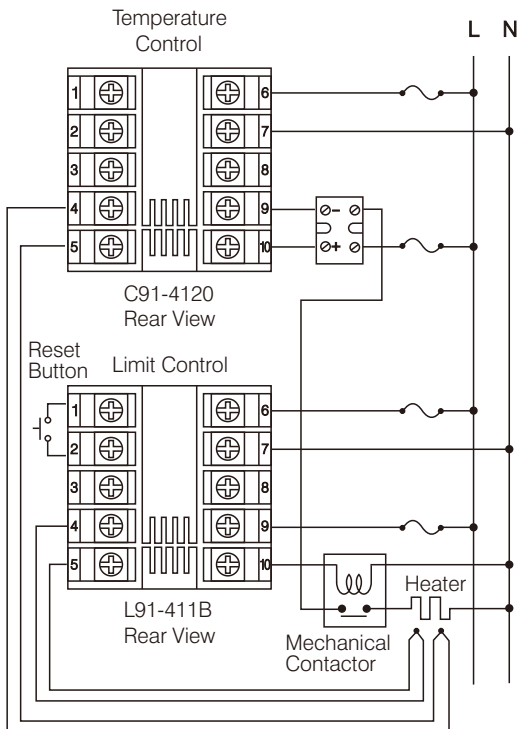 Temperature
Control
L N
1 6
2 7
3 8
4 9 -
5 10 +
C91-4120
Rear View
Reset
Button
Limit Control
1 6
2 7
3 8
4 9
5 10
L91-411B
Rear View
Heater
Mechanical
Contactor